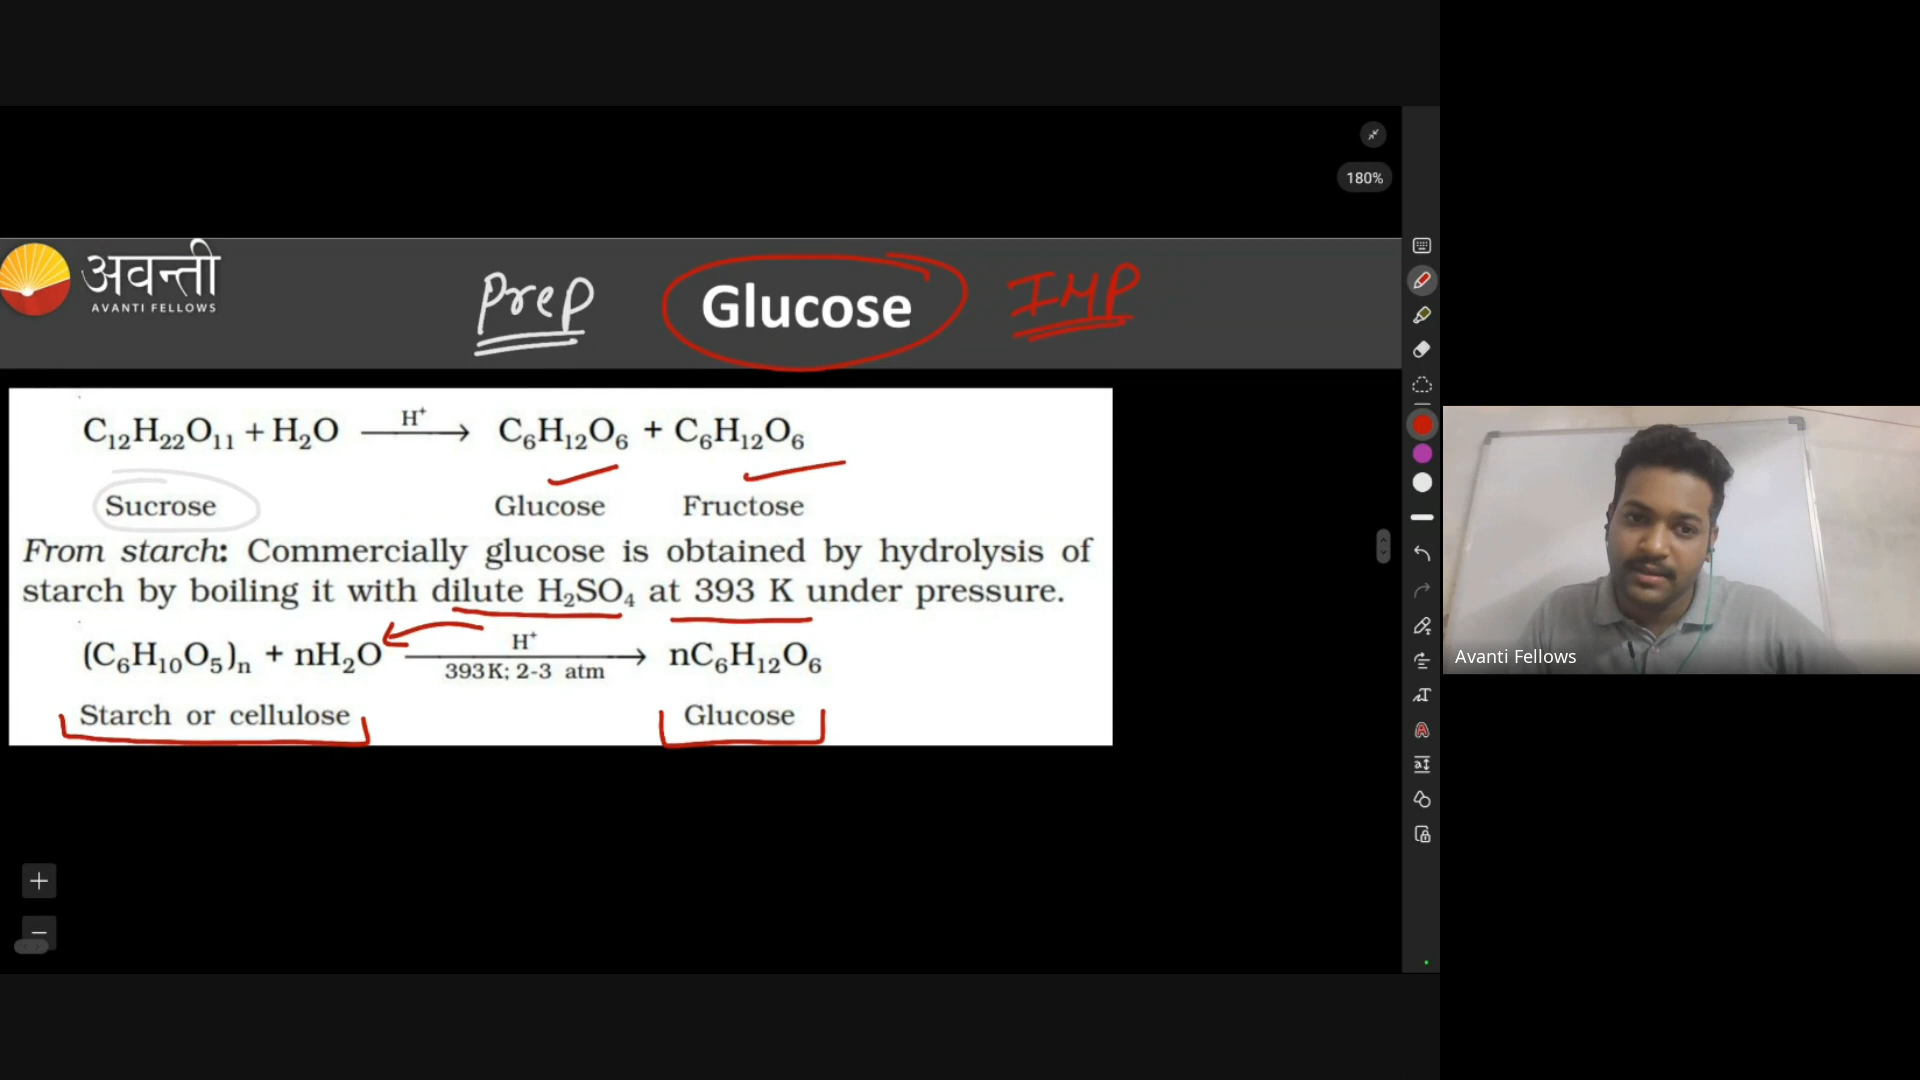 180%
अवन्ती
AVANTI FELLOWS
Prep
Glucose
IMP
C₁₂H₂₂O₁₁ + H₂O ⟶ C₆H₁₂O₆ + C₆H₁₂O₆
H⁺
Sucrose Glucose Fructose
From starch: Commercially glucose is obtained by hydrolysis of
starch by boiling it with dilute H₂SO₄ at 393 K under pressure.
(C₆H₁₀O₅)ₙ + nH₂O ⟶ nC₆H₁₂O₆
H⁺
393K; 2-3 atm
Starch or cellulose Glucose
Avanti Fellows